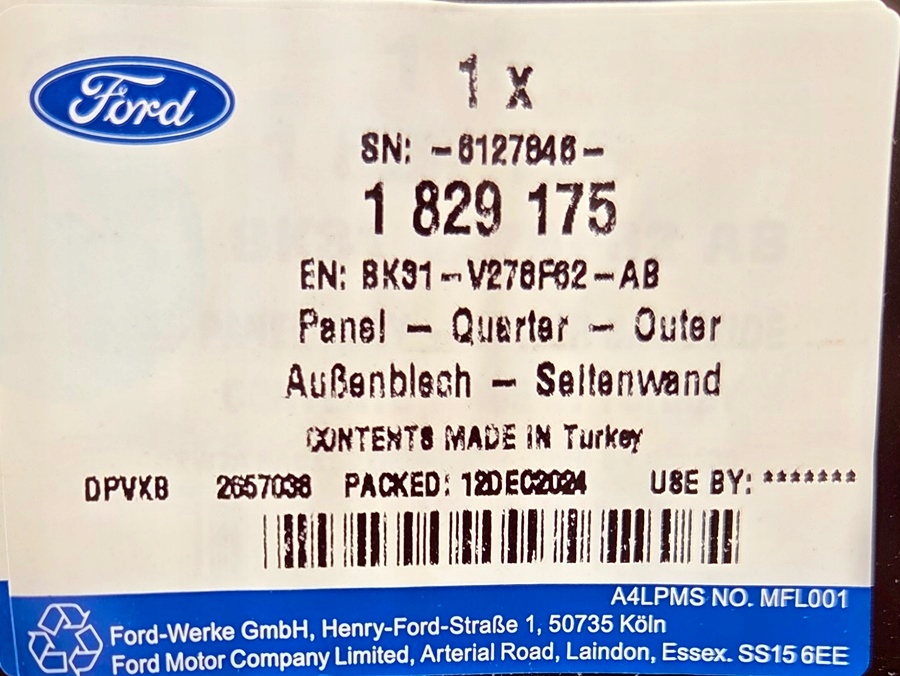 Ford
1 x
SN: -6127846-
1 829 175
EN: BK31-V278F62-AB
Panel - Quarter - Outer
Außenblech - Seitenwand
CONTENTS MADE IN Turkey
DPVXB 2657038 PACKED: 12DEC2024 USE BY: *******
A4LPMS NO. MFL001
Ford-Werke GmbH, Henry-Ford-Straße 1, 50735 Köln
Ford Motor Company Limited, Arterial Road, Laindon, Essex. SS15 6EE